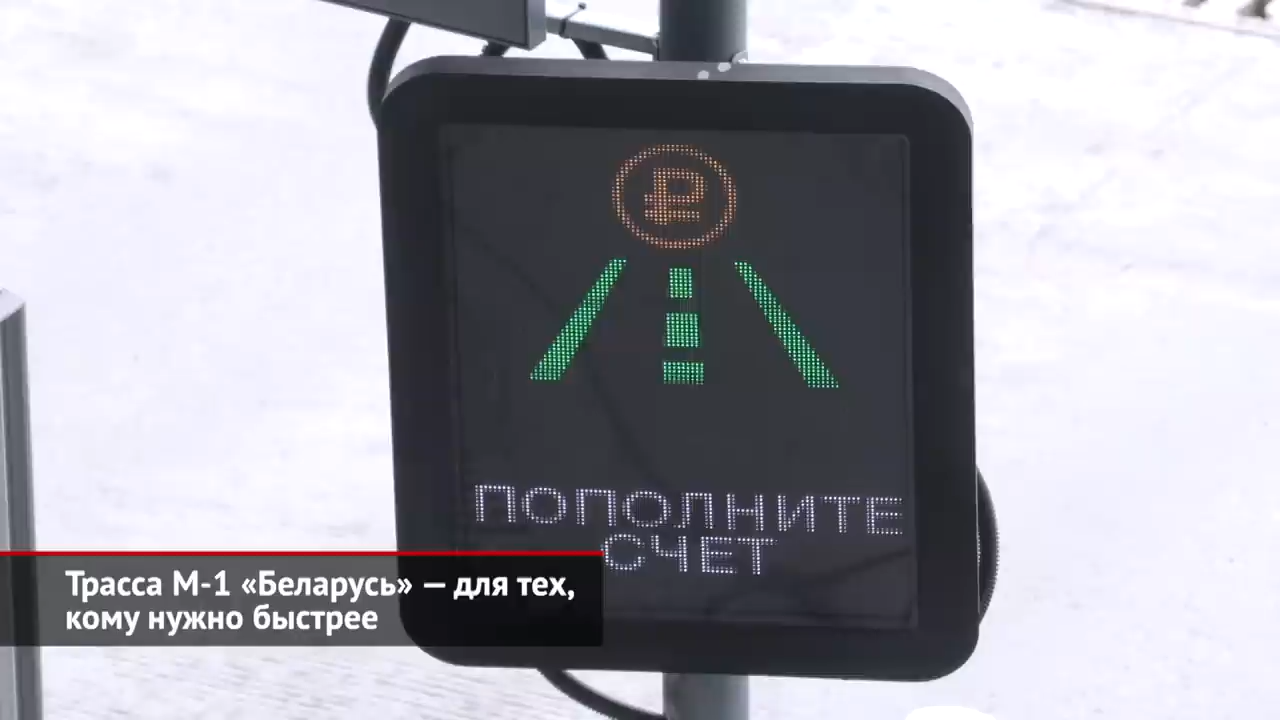 ₽
ПОПОЛНИТЕ
СЧЕТ
Трасса М-1 «Беларусь» — для тех,
кому нужно быстрее